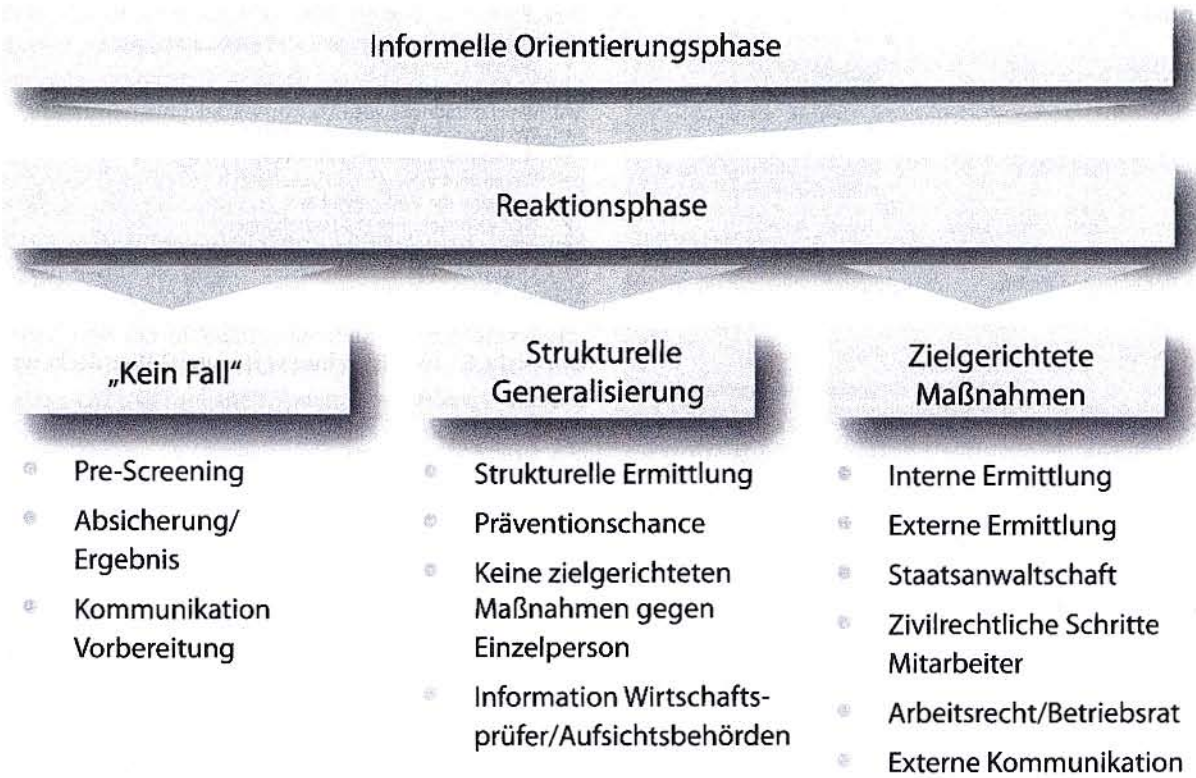 Informelle Orientierungsphase
Reaktionsphase
„Kein Fall“
Pre-Screening
Absicherung/
Ergebnis
Kommunikation
Vorbereitung
Strukturelle
Generalisierung
Strukturelle Ermittlung
Präventionschance
Keine zielgerichteten
Maßnahmen gegen
Einzelperson
Information Wirtschafts-
prüfer/Aufsichtsbehörden
Zielgerichtete
Maßnahmen
Interne Ermittlung
Externe Ermittlung
Staatsanwaltschaft
Zivilrechtliche Schritte
Mitarbeiter
Arbeitsrecht/Betriebsrat
Externe Kommunikation